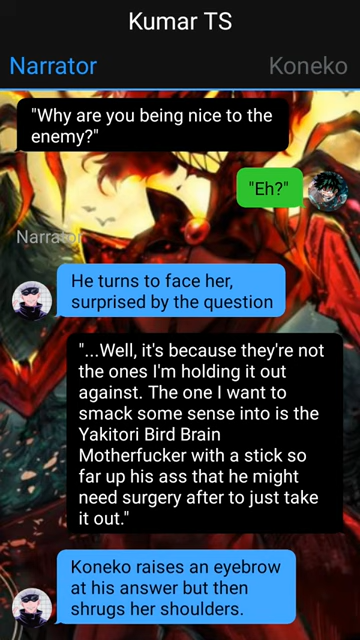 Kumar TS
Narrator
Koneko
"Why are you being nice to the
enemy?"
"Eh?"
Narrator
He turns to face her,
surprised by the question
"...Well, it's because they're not
the ones I'm holding it out
against. The one I want to
smack some sense into is the
Yakitori Bird Brain
Motherfucker with a stick so
far up his ass that he might
need surgery after to just take
it out."
Koneko raises an eyebrow
at his answer but then
shrugs her shoulders.